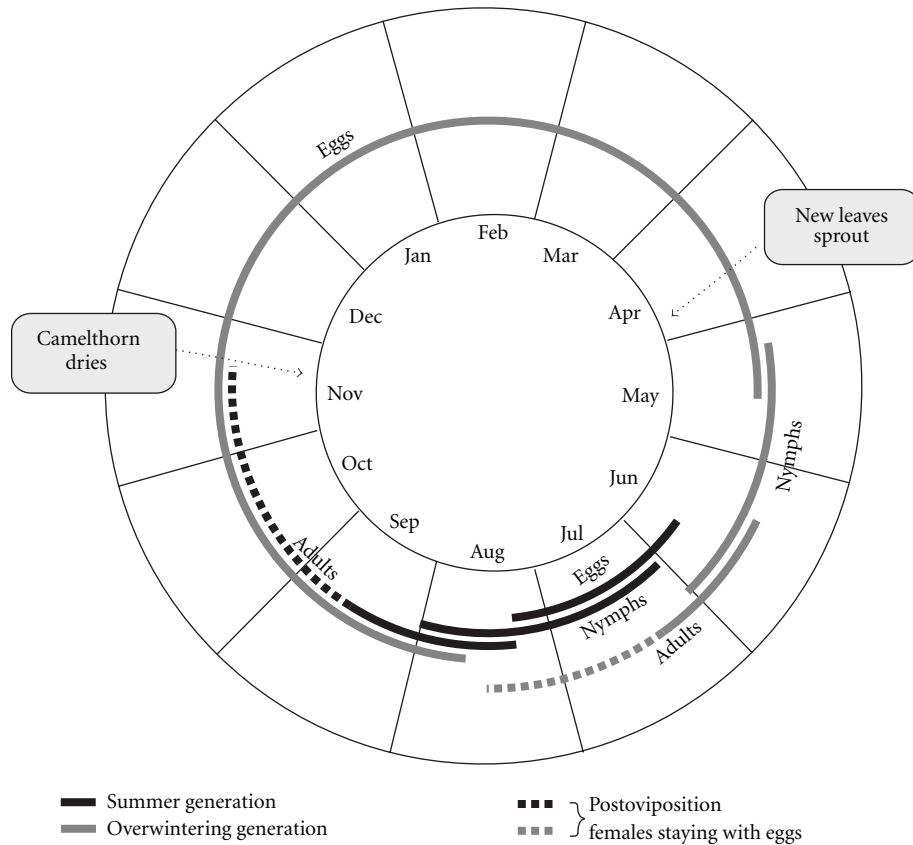 Eggs
New leaves
sprout
Feb
Jan
Mar
Dec
Apr
Camelthorn
dries
Nov
May
Nymphs
Oct
Jun
Sep
Jul
Aug
Adults
Eggs
Nymphs
Adults
Summer generation
Overwintering generation
Postoviposition
females staying with eggs